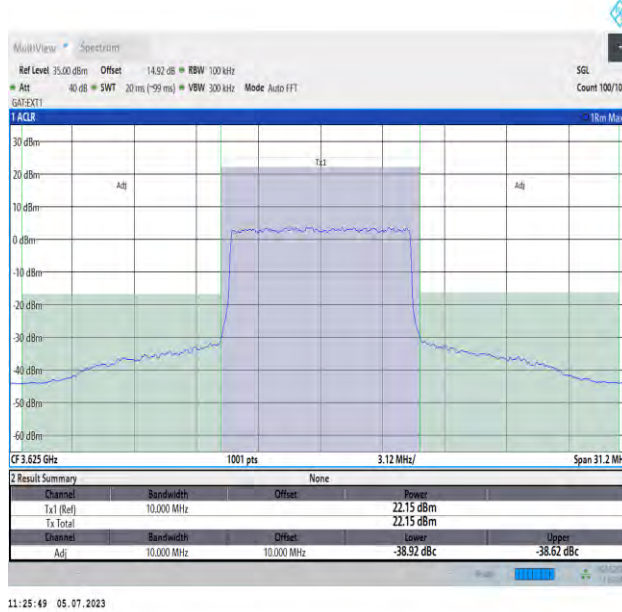 MultiView Spectrum
Ref Level 35.00 dBm Offset 14.92 dB RBW 100 kHz SGL
Att 40 dB SWT 20 ms (~99 ms) VBW 300 kHz Mode Auto FFT Count 100/10
GAT:EXT1
1 ACLR 1Rm Max
30 dBm
Tx1
20 dBm
Adj Adj
10 dBm
0 dBm
-10 dBm
-20 dBm
-30 dBm
-40 dBm
-50 dBm
-60 dBm
CF 3.625 GHz 1001 pts 3.12 MHz/ Span 31.2 MH
2 Result Summary None
Channel Bandwidth Offset Power
Tx1 (Ref) 10.000 MHz 22.15 dBm
Tx Total 22.15 dBm
Channel Bandwidth Offset Lower Upper
Adj 10.000 MHz 10.000 MHz -38.92 dBc -38.62 dBc
11:25:49 05.07.2023